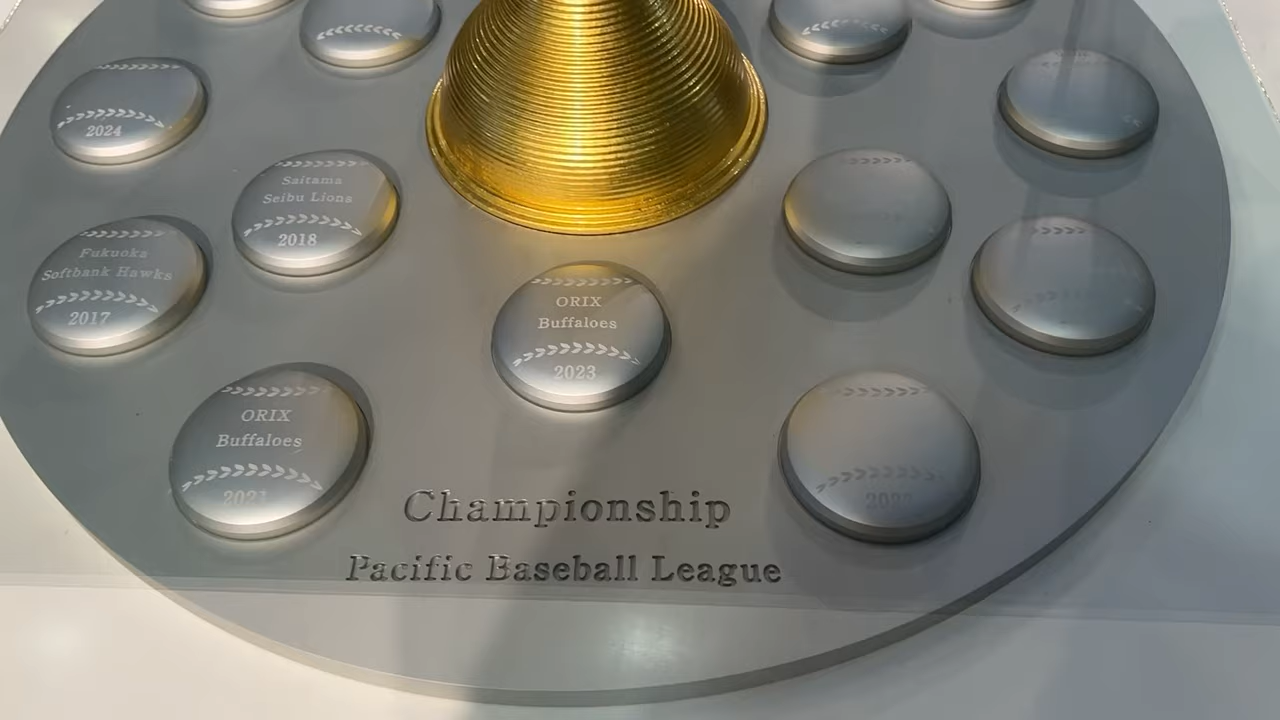 2024
Saitama
Seibu Lions
2018
Fukuoka
Softbank Hawks
2017
ORIX
Buffaloes
2023
ORIX
Buffaloes
2021
Championship
Pacific Baseball League